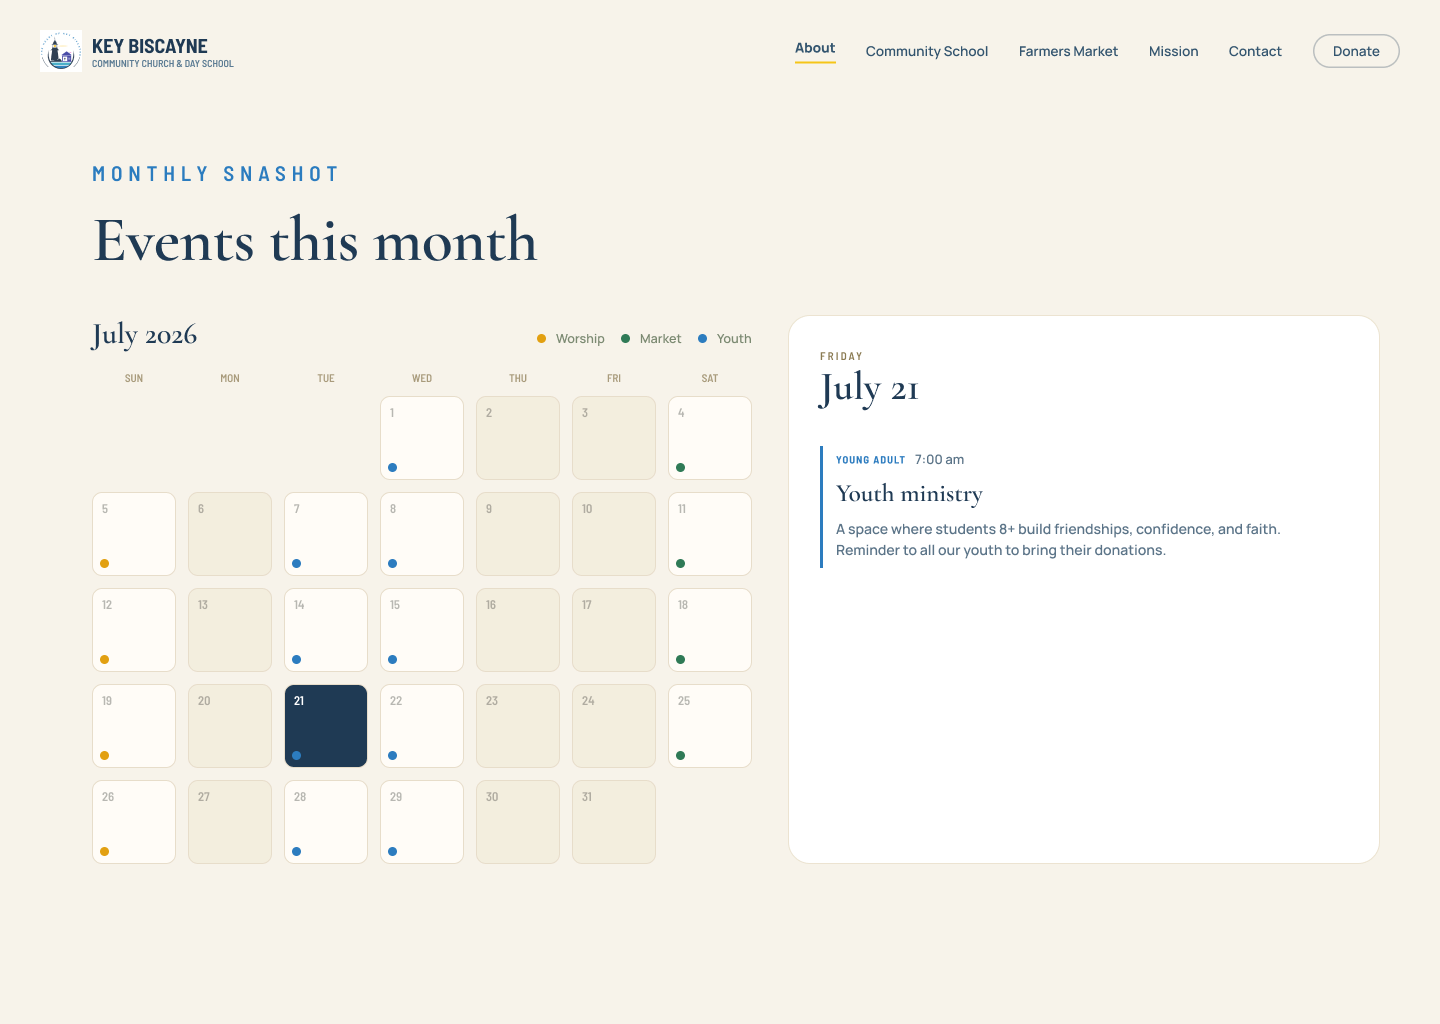 KEY BISCAYNE
COMMUNITY CHURCH & DAY SCHOOL
About Community School Farmers Market Mission Contact Donate
MONTHLY SNASHOT
Events this month
July 2026
Worship Market Youth
SUN MON TUE WED THU FRI SAT
1 2 3 4
5 6 7 8 9 10 11
12 13 14 15 16 17 18
19 20 21 22 23 24 25
26 27 28 29 30 31
FRIDAY
July 21
YOUNG ADULT 7:00 am
Youth ministry
A space where students 8+ build friendships, confidence, and faith.
Reminder to all our youth to bring their donations.